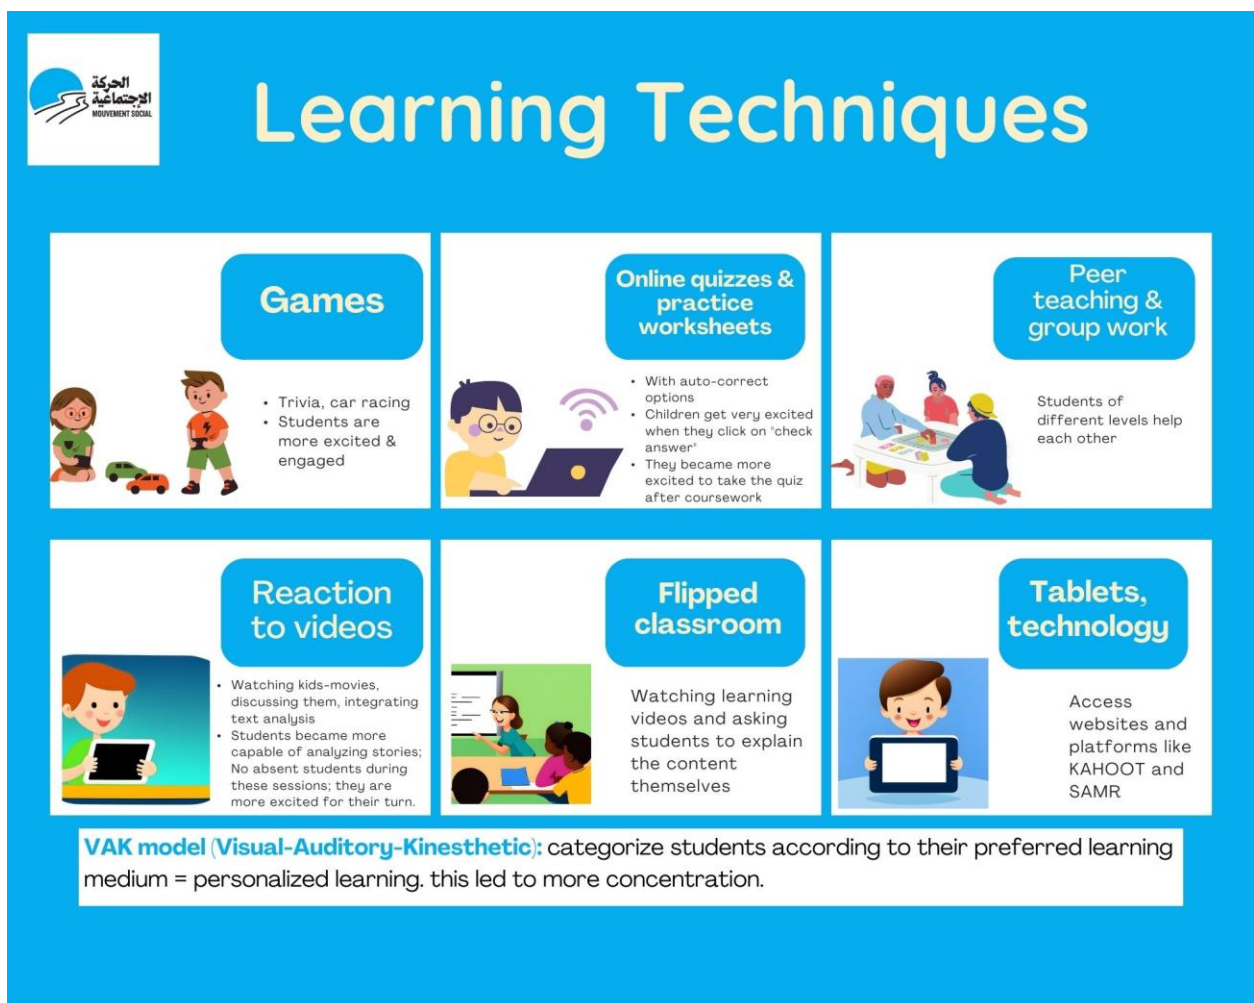 الحركة
الإجتماعية
MOUVEMENT SOCIAL
Learning Techniques
Games
• Trivia, car racing
• Students are
more excited &
engaged
Online quizzes &
practice
worksheets
• With auto-correct
options
• Children get very excited
when they click on "check
answer"
• They became more
excited to take the quiz
after coursework
Peer
teaching &
group work
Students of
different levels help
each other
Reaction
to videos
• Watching kids-movies,
discussing them, integrating
text analysis
• Students became more
capable of analyzing stories;
No absent students during
these sessions; they are
more excited for their turn.
Flipped
classroom
Watching learning
videos and asking
students to explain
the content
themselves
Tablets,
technology
Access
websites and
platforms like
KAHOOT and
SAMR
VAK model (Visual-Auditory-Kinesthetic): categorize students according to their preferred learning
medium = personalized learning. this led to more concentration.